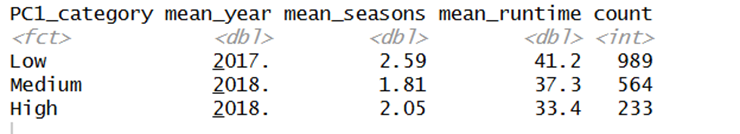 PC1_category mean_year mean_seasons mean_runtime count
<fct> <dbl> <dbl> <dbl> <int>
Low 2017. 2.59 41.2 989
Medium 2018. 1.81 37.3 564
High 2018. 2.05 33.4 233